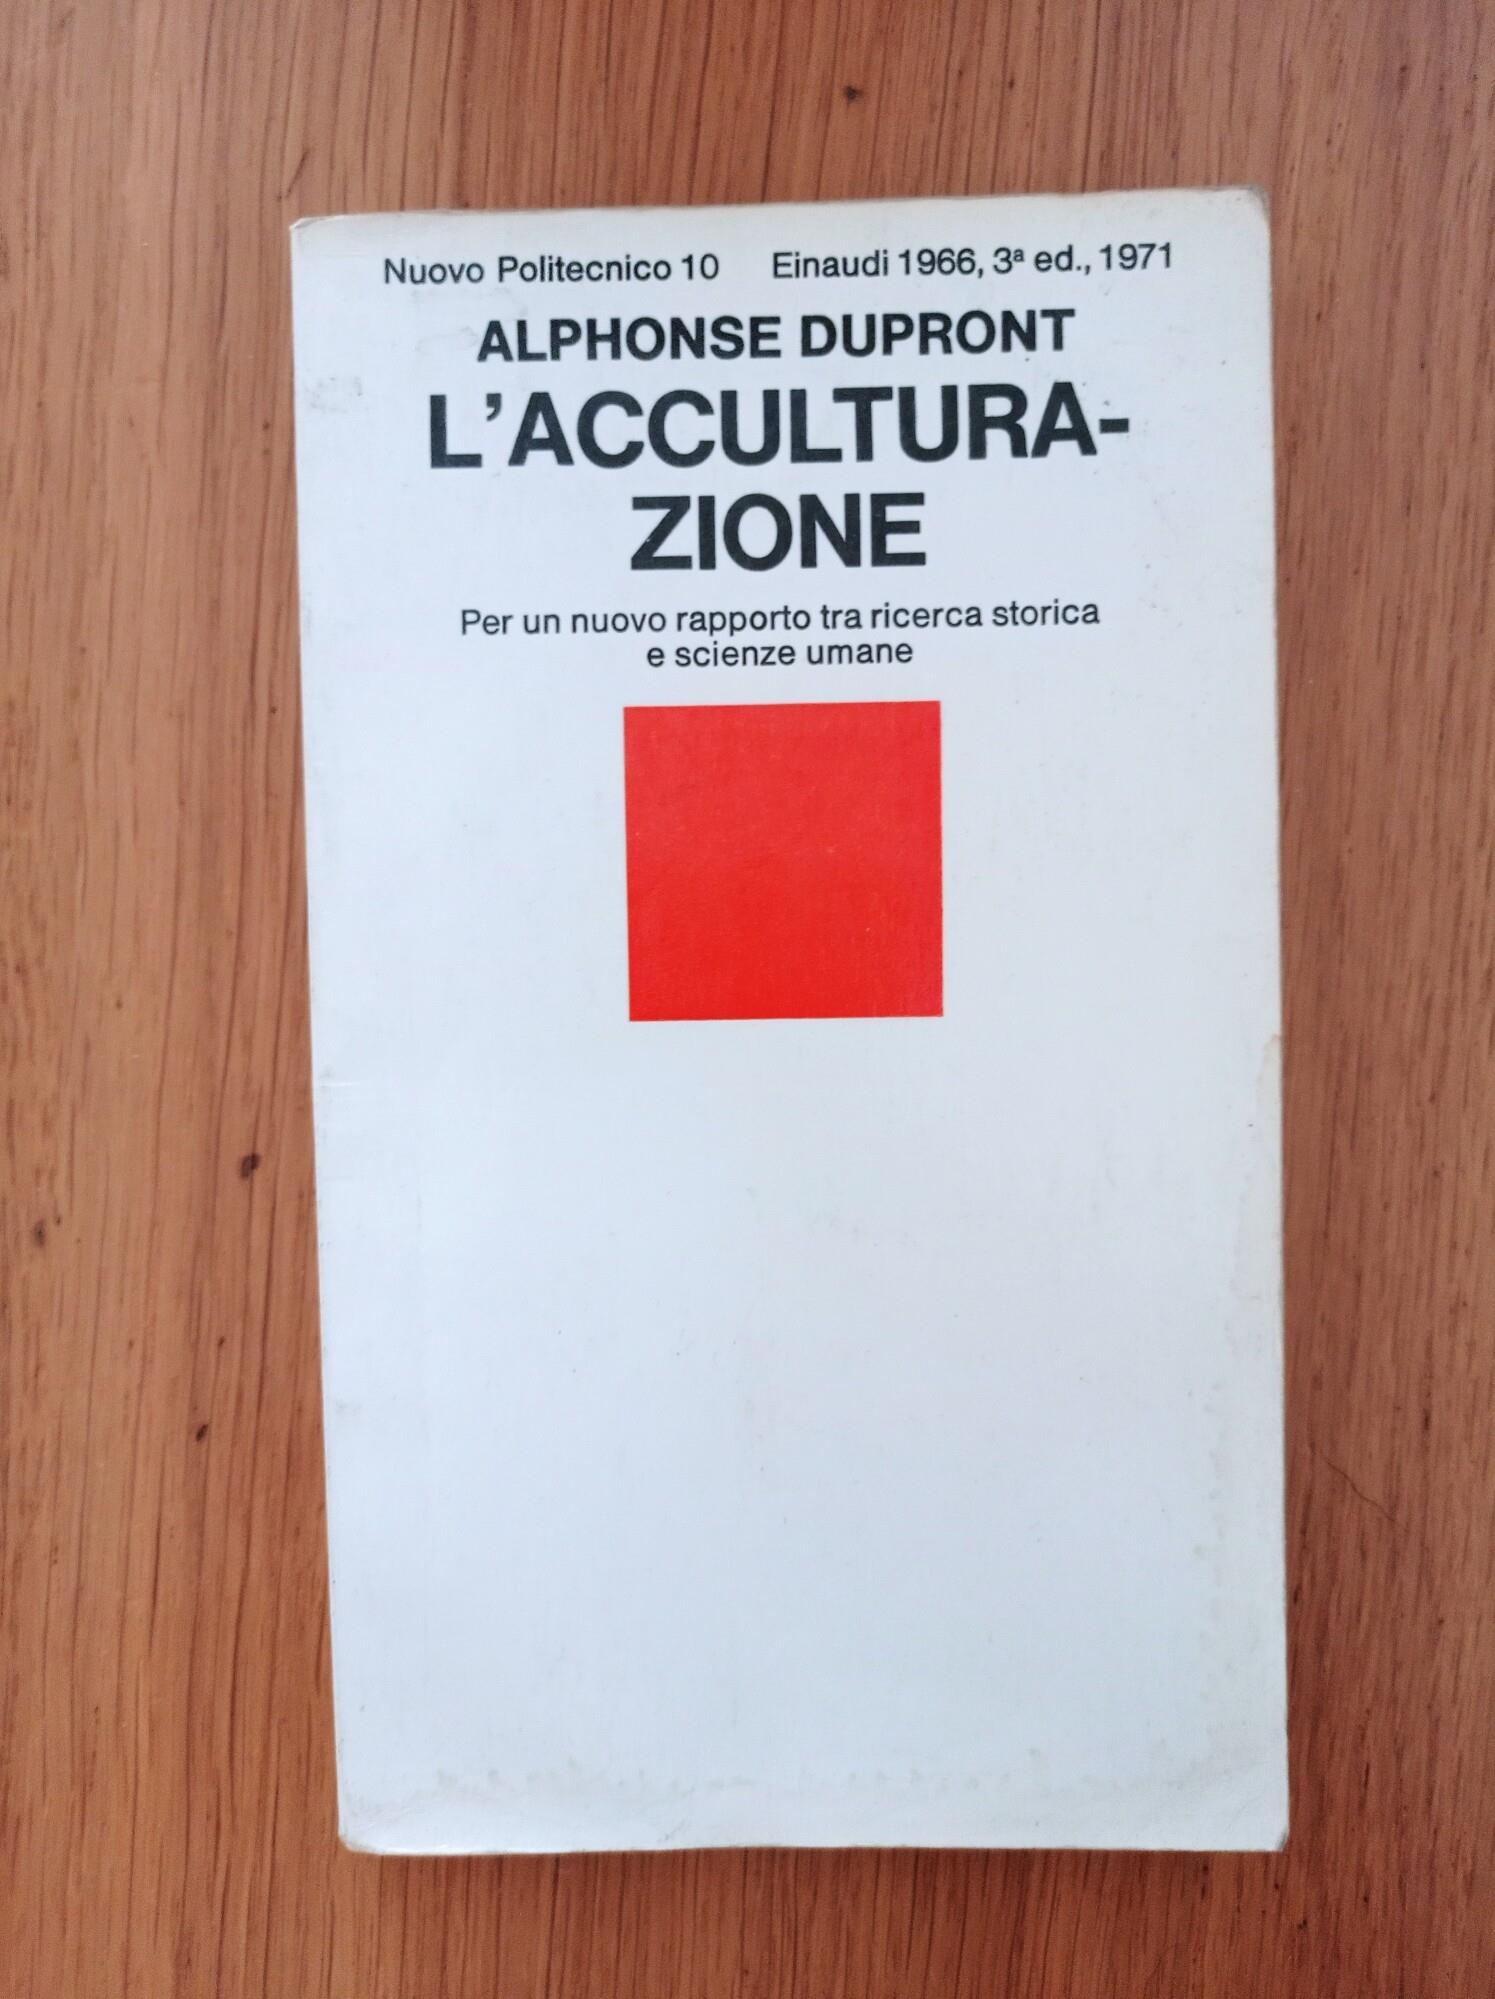 Nuovo Politecnico 10 Einaudi 1966, 3ª ed., 1971
ALPHONSE DUPRONT
L'ACCULTURA-
ZIONE
Per un nuovo rapporto tra ricerca storica
e scienze umane